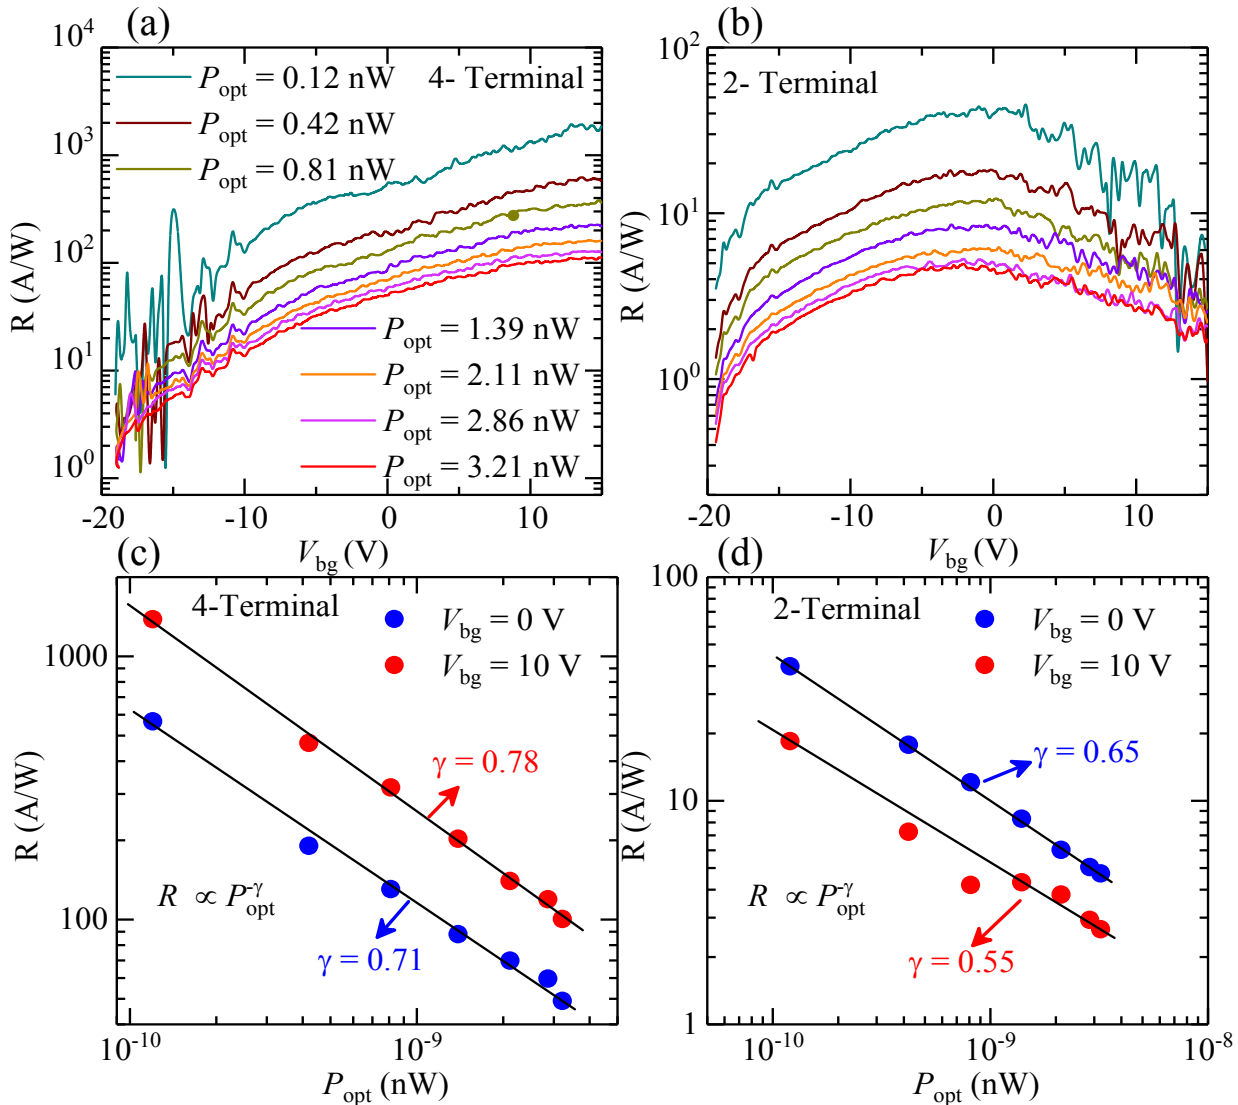 (a)
(b)
10^4
10^3
10^2
10^1
10^0
R (A/W)
P_opt = 0.12 nW
P_opt = 0.42 nW
P_opt = 0.81 nW
4- Terminal
P_opt = 1.39 nW
P_opt = 2.11 nW
P_opt = 2.86 nW
P_opt = 3.21 nW
-20 -10 0 10
V_bg (V)
10^2
10^1
10^0
R (A/W)
2- Terminal
-20 -10 0 10
V_bg (V)
(c)
(d)
1000
100
R (A/W)
4-Terminal
V_bg = 0 V
V_bg = 10 V
γ = 0.78
γ = 0.71
R ∝ P_opt^-γ
10^-10 10^-9
P_opt (nW)
100
10
1
R (A/W)
2-Terminal
V_bg = 0 V
V_bg = 10 V
γ = 0.65
γ = 0.55
R ∝ P_opt^-γ
10^-10 10^-9 10^-8
P_opt (nW)